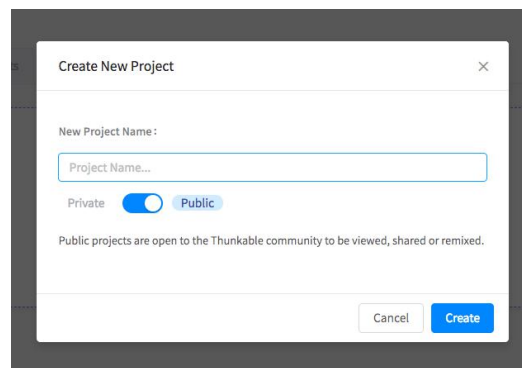 ts
Create New Project
New Project Name:
Project Name...
Private Public
Public projects are open to the Thunkable community to be viewed, shared or remixed.
Cancel Create